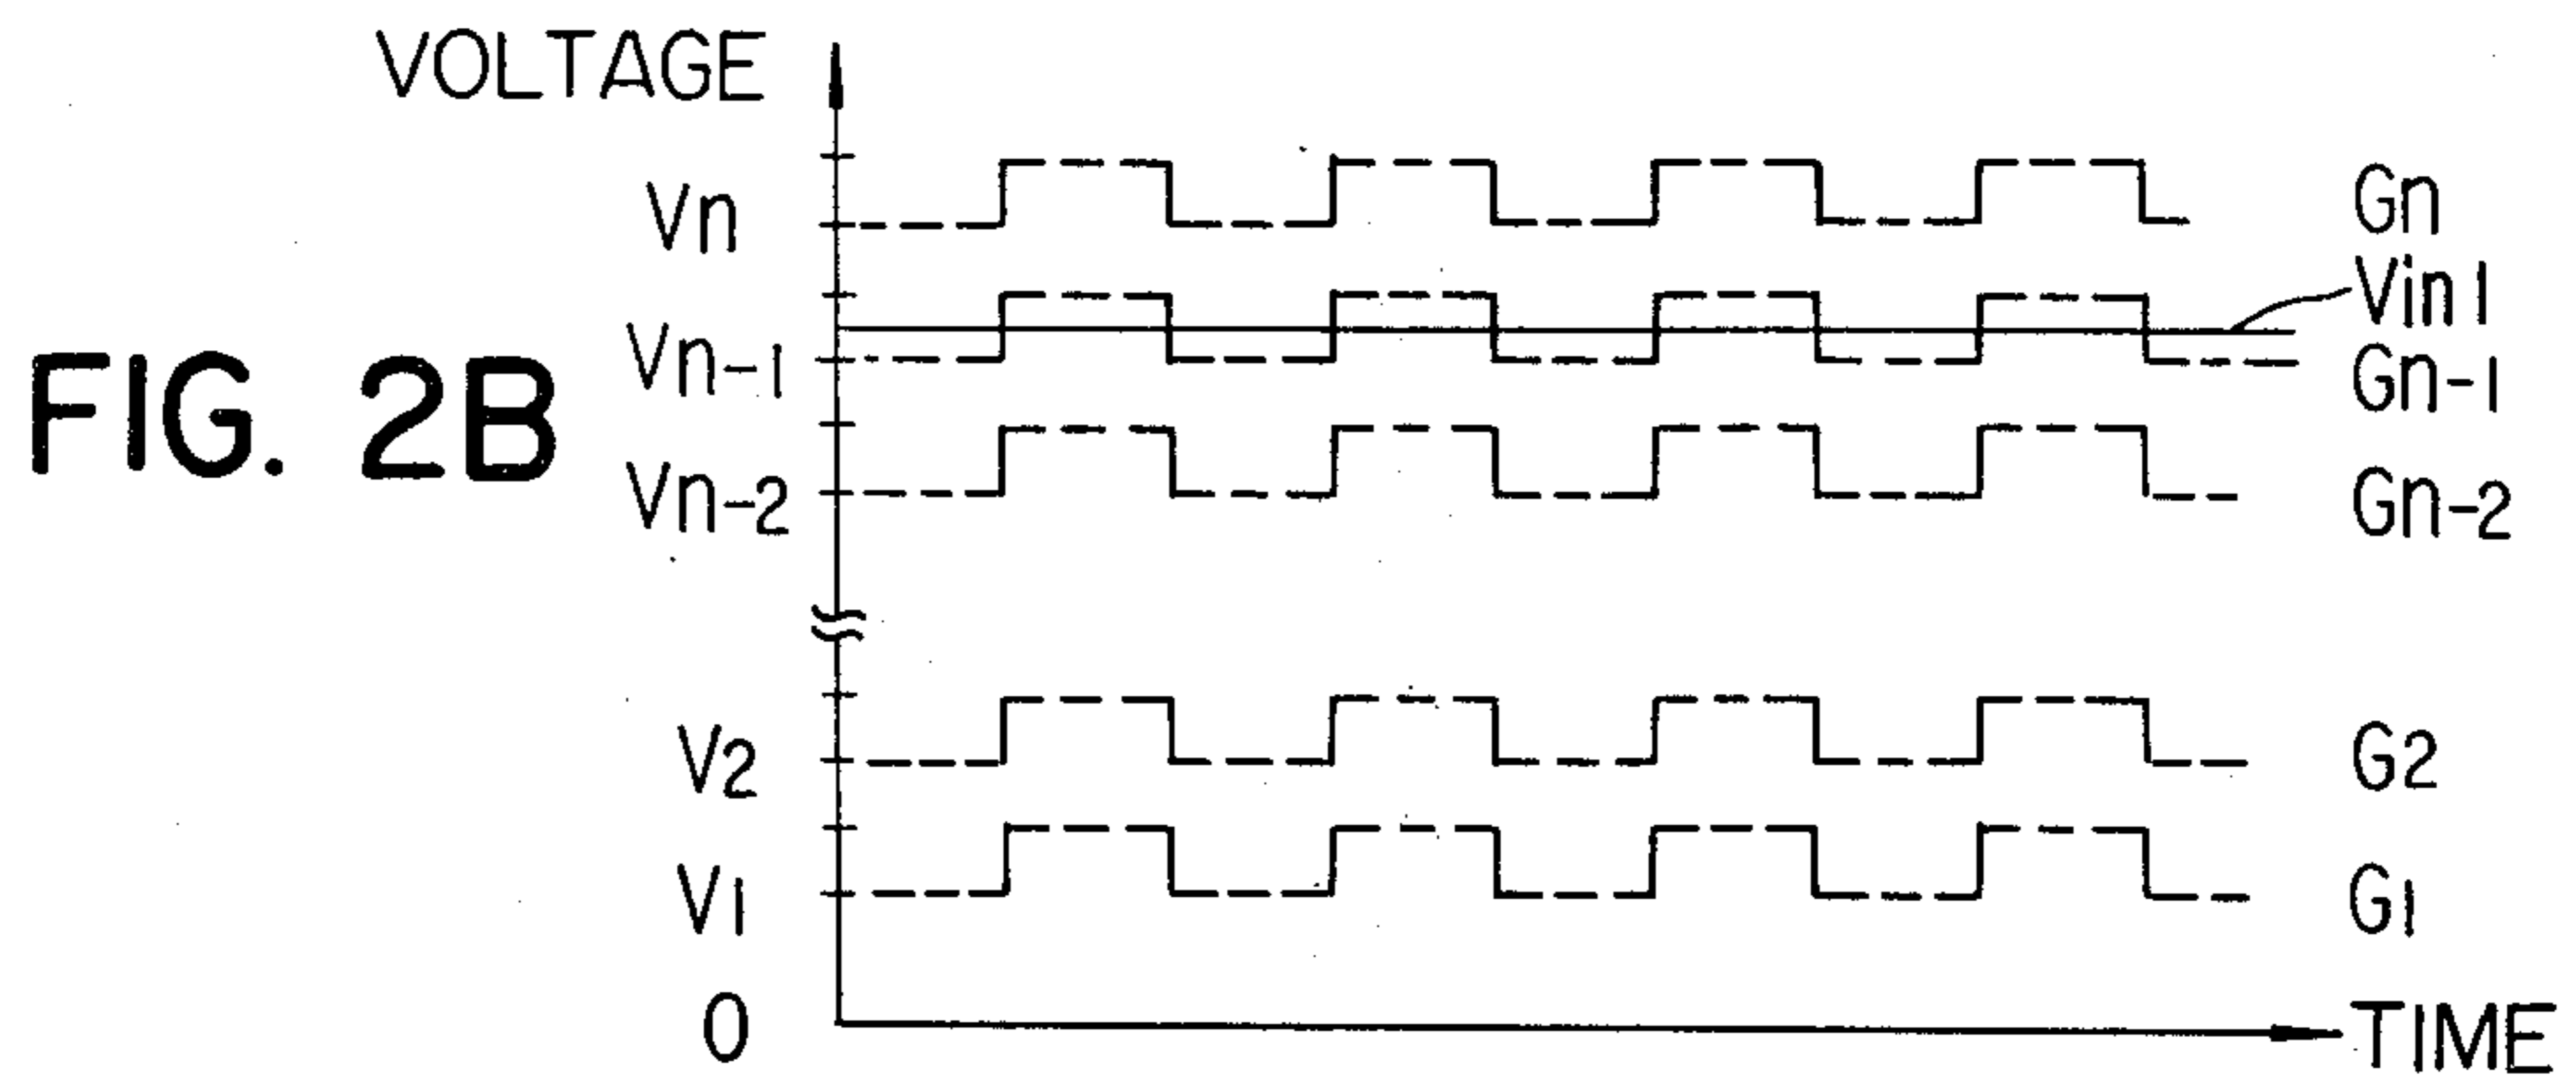 VOLTAGE
Vn
Gn
Vin1
FIG. 2B
Vn-1
Gn-1
Vn-2
Gn-2
V2
G2
V1
G1
0
TIME